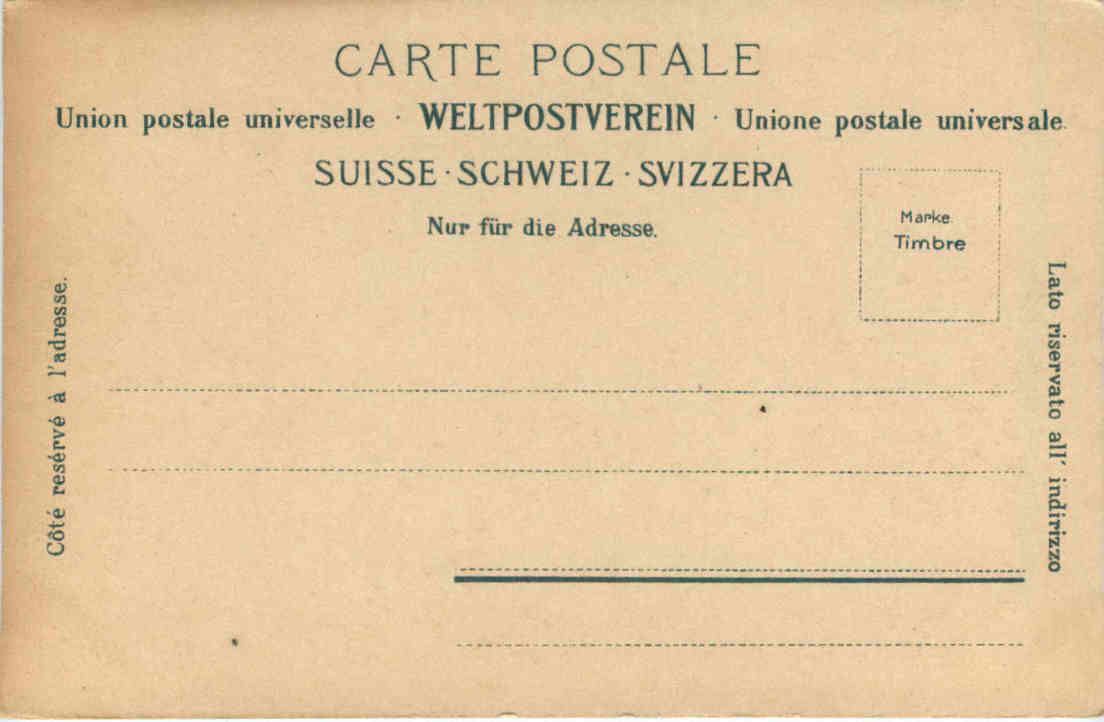 CARTE POSTALE
Union postale universelle · WELTPOSTVEREIN · Unione postale universale.
SUISSE · SCHWEIZ · SVIZZERA
Nur für die Adresse.
Marke
Timbre
Côté resérvé à l'adresse.
Lato riservato all' indirizzo